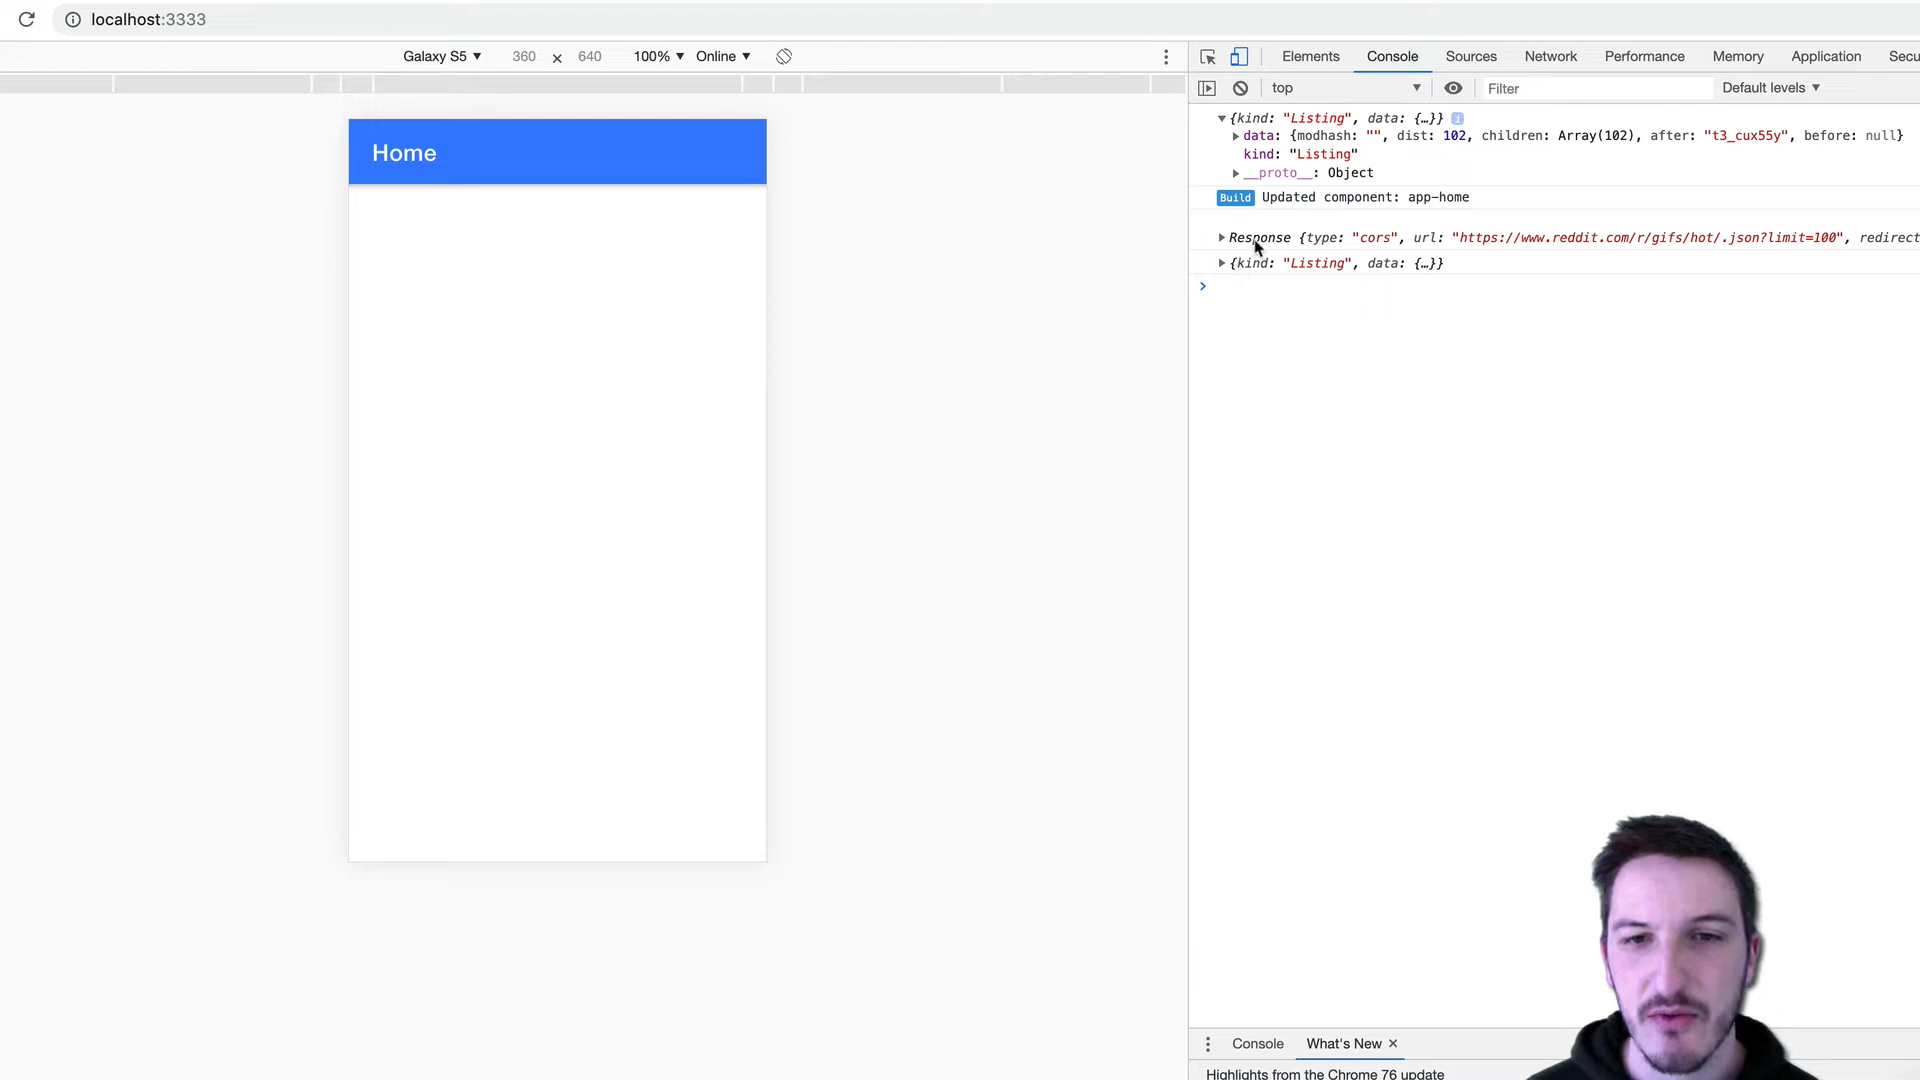 localhost:3333
Galaxy S5 ▼ 360 × 640 100% ▼ Online ▼
Elements Console Sources Network Performance Memory Application Secu
top ▼ Filter Default levels ▼
Home
▼{kind: "Listing", data: {…}} i
▶data: {modhash: "", dist: 102, children: Array(102), after: "t3_cux55y", before: null}
kind: "Listing"
▶__proto__: Object
Build Updated component: app-home
▶Response {type: "cors", url: "https://www.reddit.com/r/gifs/hot/.json?limit=100", redirect
▶{kind: "Listing", data: {…}}
>
Console What's New ×
Highlights from the Chrome 76 update